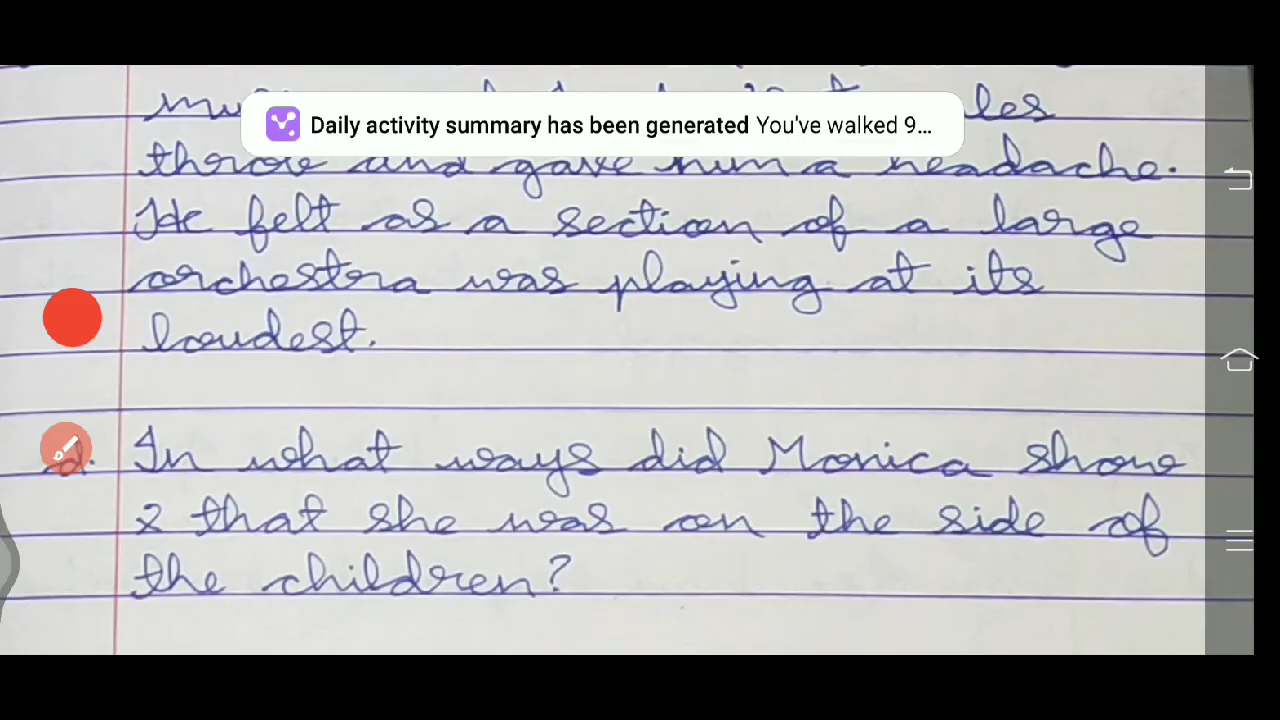 Daily activity summary has been generated You've walked 9...
throw and gave him a headache.
He felt as a section of a large
orchestra was playing at its
loudest.
d. In what ways did Monica show
2 that she was on the side of
the children?